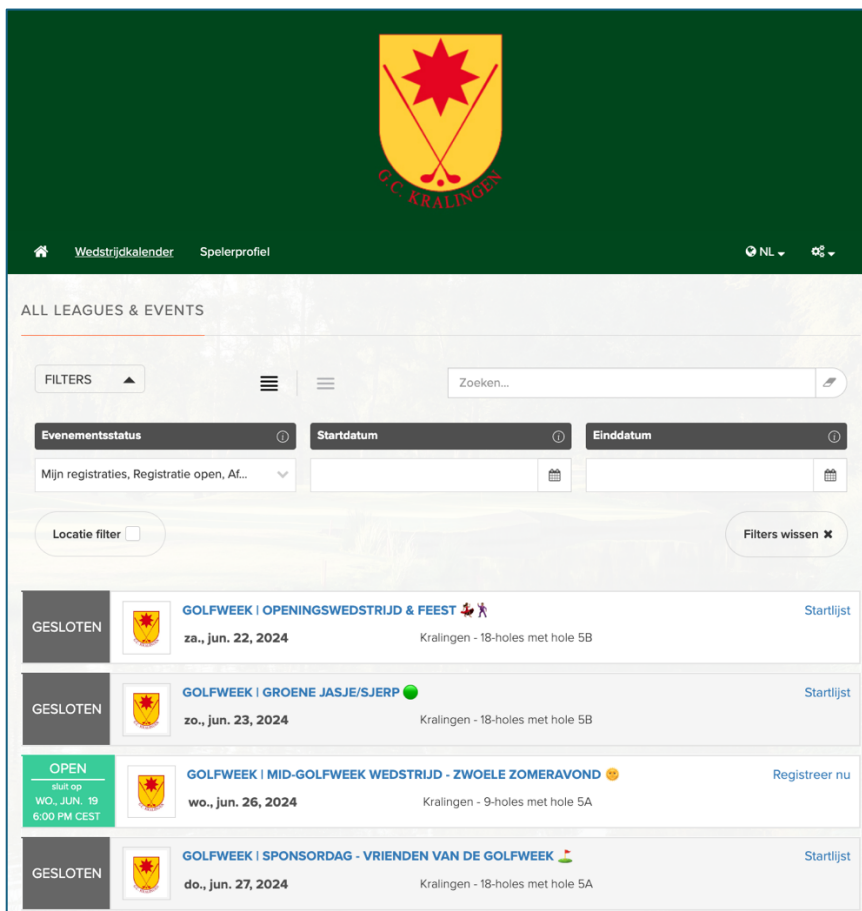 G.C. KRALINGEN
Wedstrijdkalender Spelerprofiel NL
ALL LEAGUES & EVENTS
FILTERS Zoeken...
Evenementsstatus Startdatum Einddatum
Mijn registraties, Registratie open, Af...
Locatie filter Filters wissen ✖
GESLOTEN
GOLFWEEK | OPENINGSWEDSTRIJD & FEEST 💃🕺 Startlijst
za., jun. 22, 2024 Kralingen - 18-holes met hole 5B
GESLOTEN
GOLFWEEK | GROENE JASJE/SJERP 🟢 Startlijst
zo., jun. 23, 2024 Kralingen - 18-holes met hole 5B
OPEN
sluit op
WO., JUN. 19
6:00 PM CEST
GOLFWEEK | MID-GOLFWEEK WEDSTRIJD - ZWOELE ZOMERAVOND 🌞 Registreer nu
wo., jun. 26, 2024 Kralingen - 9-holes met hole 5A
GESLOTEN
GOLFWEEK | SPONSORDAG - VRIENDEN VAN DE GOLFWEEK ⛳ Startlijst
do., jun. 27, 2024 Kralingen - 18-holes met hole 5A